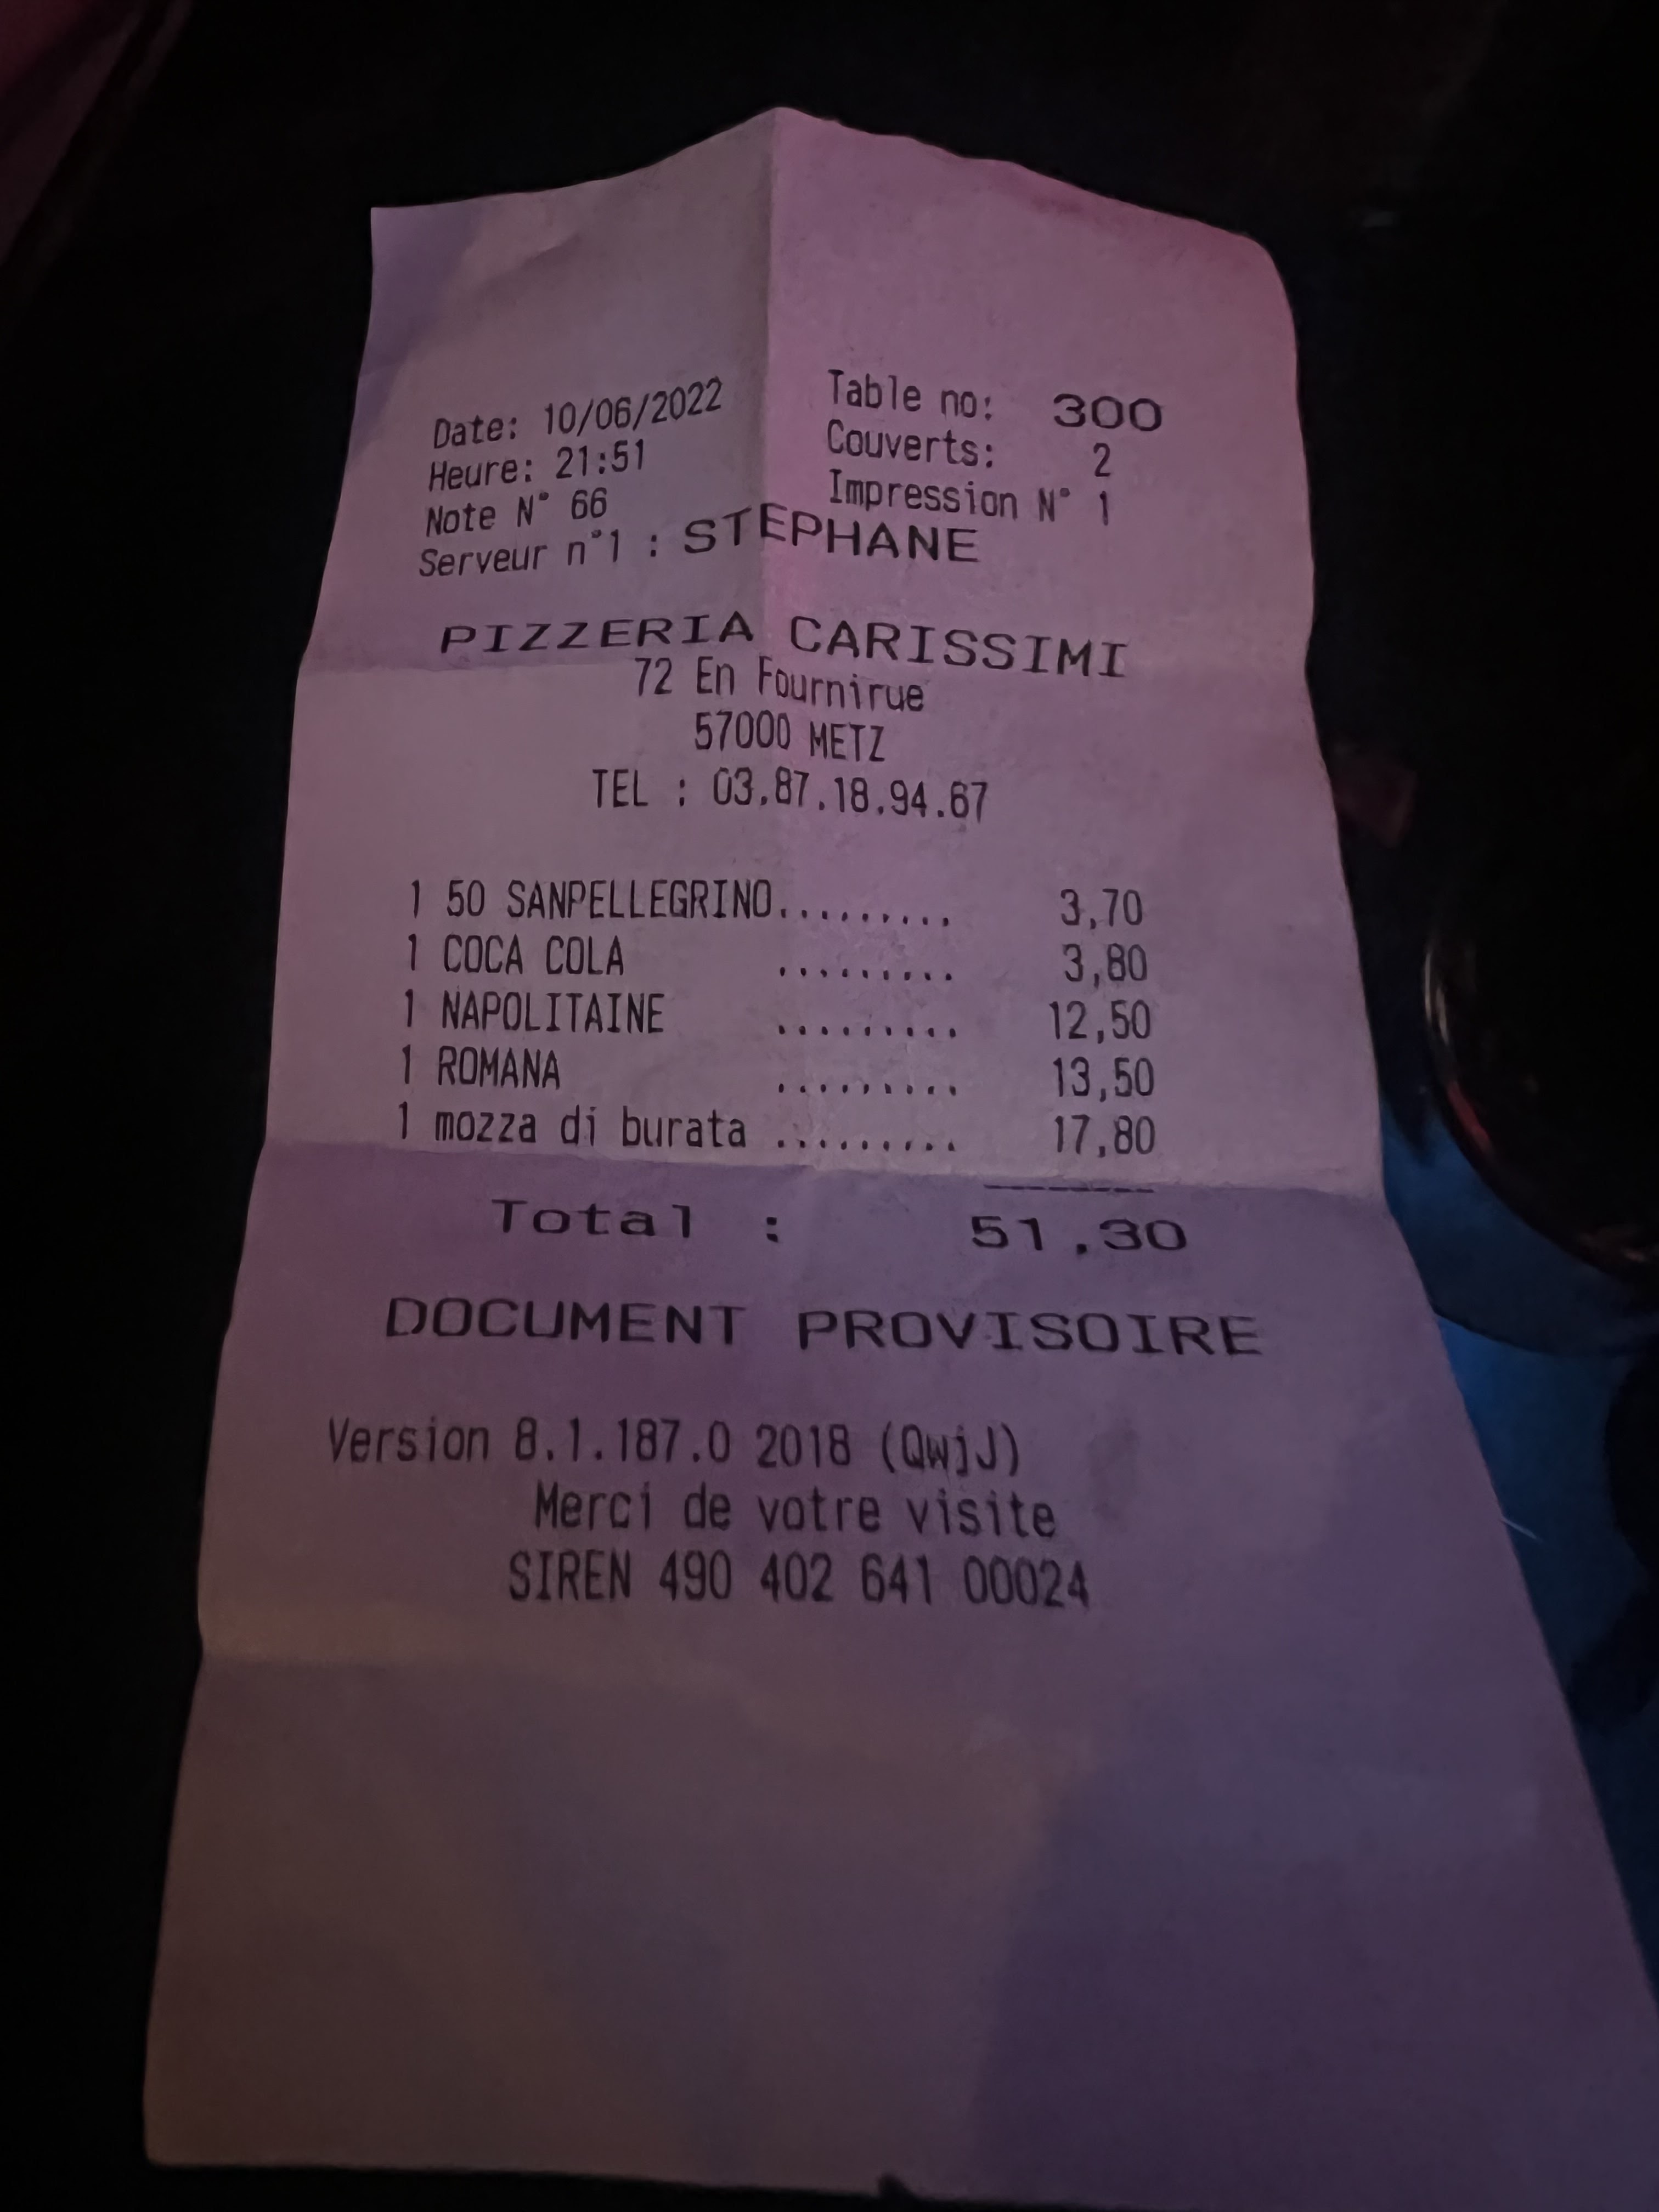 Date: 10/06/2022 Table no: 300
Heure: 21:51 Couverts: 2
Note N° 66 Impression N° 1
Serveur n°1 : STEPHANE
PIZZERIA CARISSIMI
72 En Fournirue
57000 METZ
TEL : 03.87.18.94.67
1 50 SANPELLEGRINO......... 3,70
1 COCA COLA ......... 3,80
1 NAPOLITAINE ......... 12,50
1 ROMANA ......... 13,50
1 mozza di burata ......... 17,80
Total : 51,30
DOCUMENT PROVISOIRE
Version 8.1.187.0 2018 (QwjJ)
Merci de votre visite
SIREN 490 402 641 00024